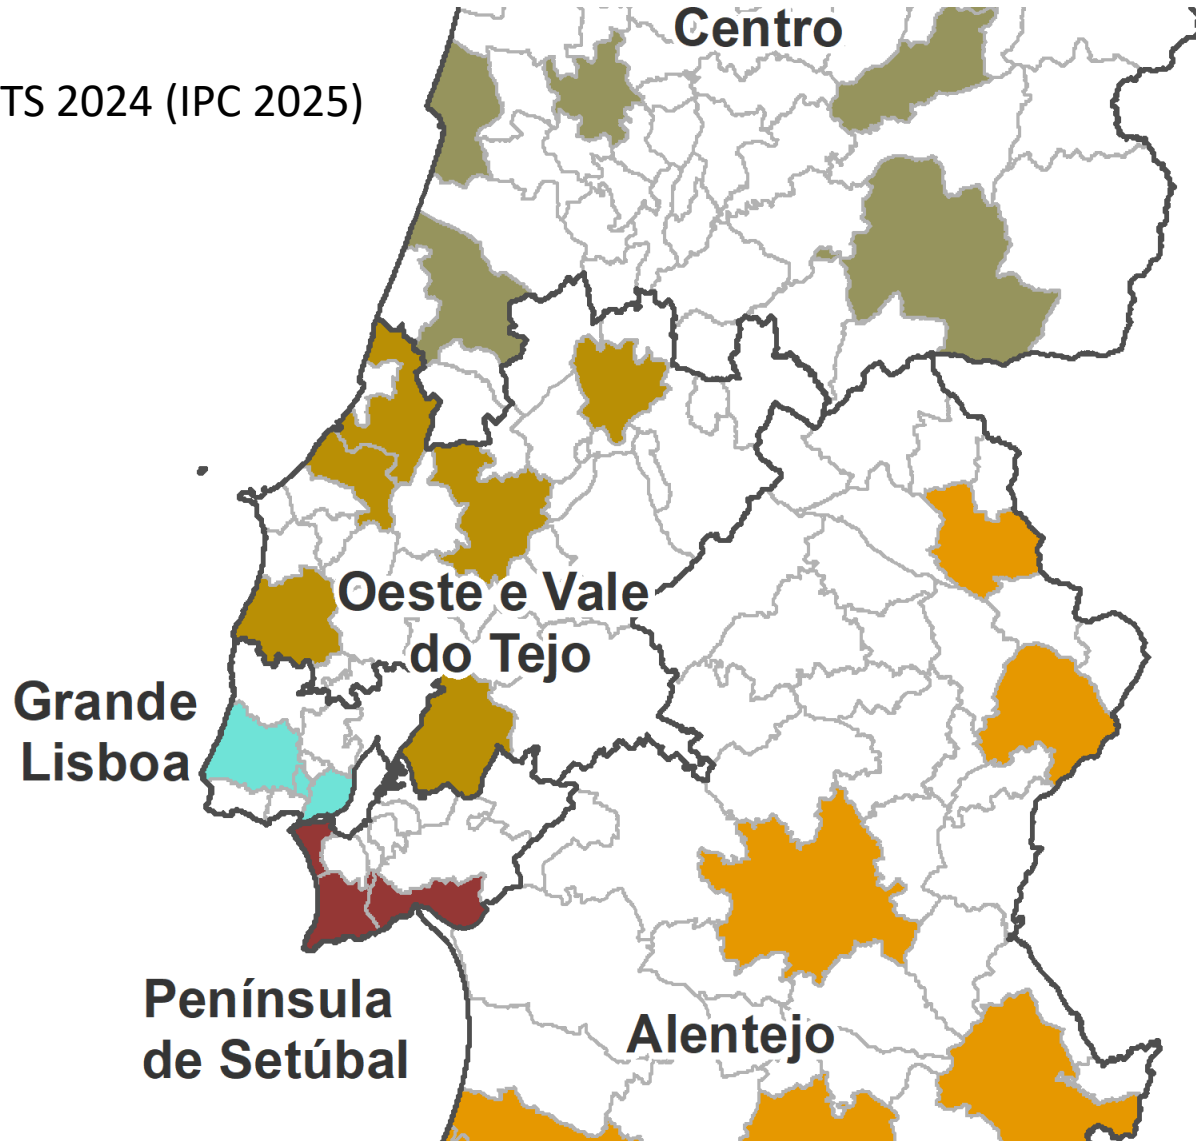 Centro
TS 2024 (IPC 2025)
Oeste e Vale
do Tejo
Grande
Lisboa
Península
de Setúbal
Alentejo